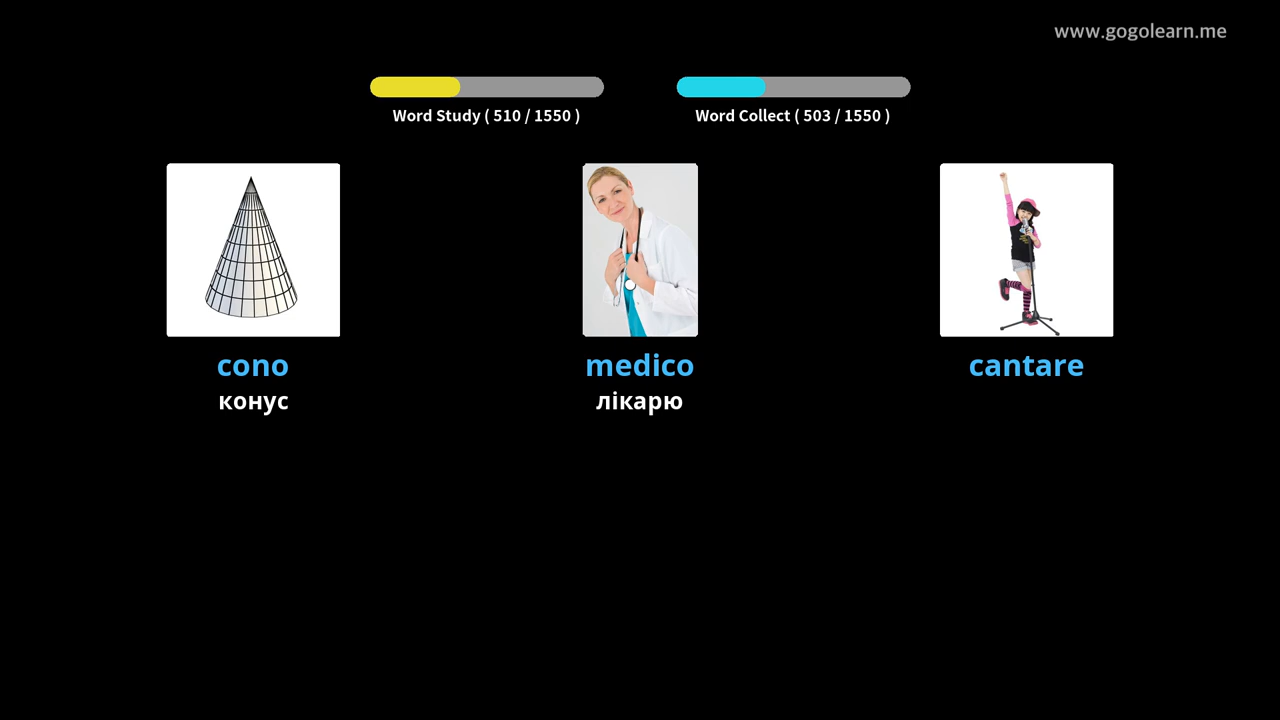 www.gogolearn.me
Word Study ( 510 / 1550 )
Word Collect ( 503 / 1550 )
cono
medico
cantare
конус
лікарю